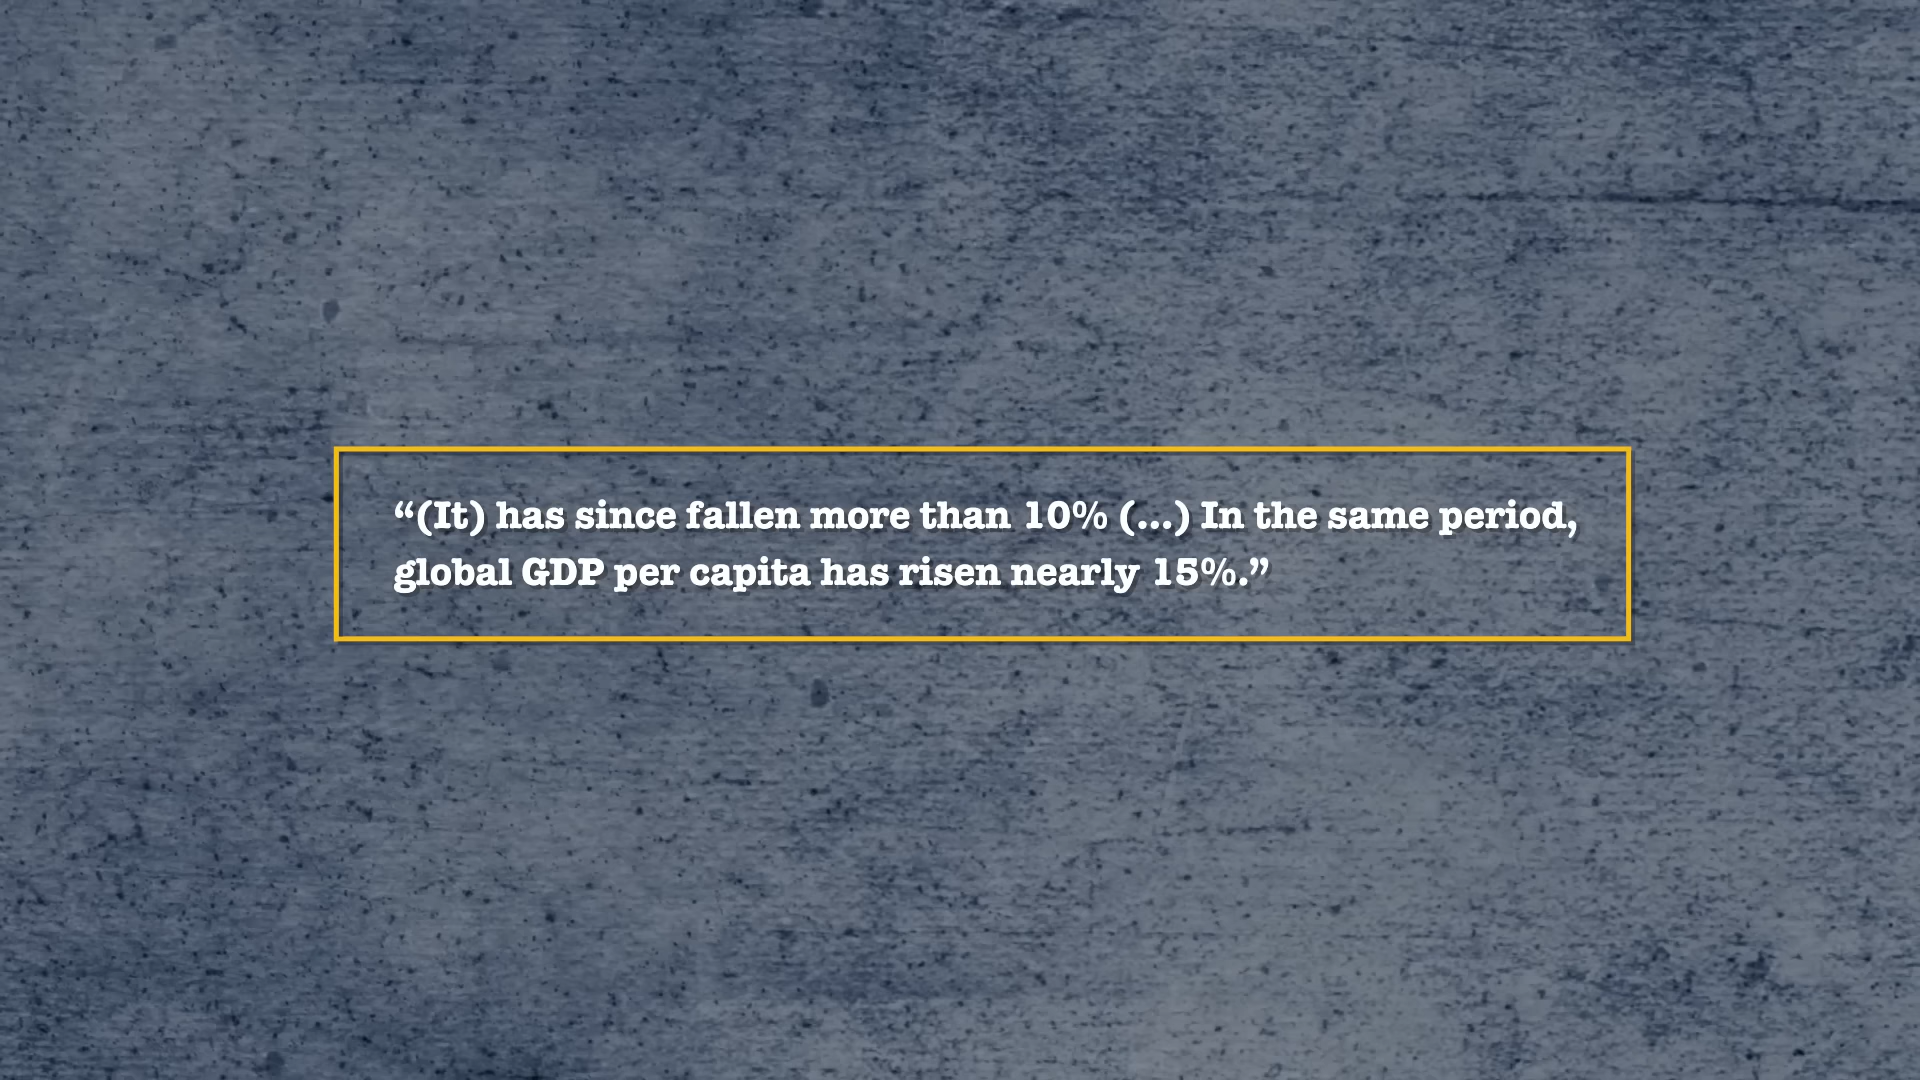 “(It) has since fallen more than 10% (...) In the same period,
global GDP per capita has risen nearly 15%.”